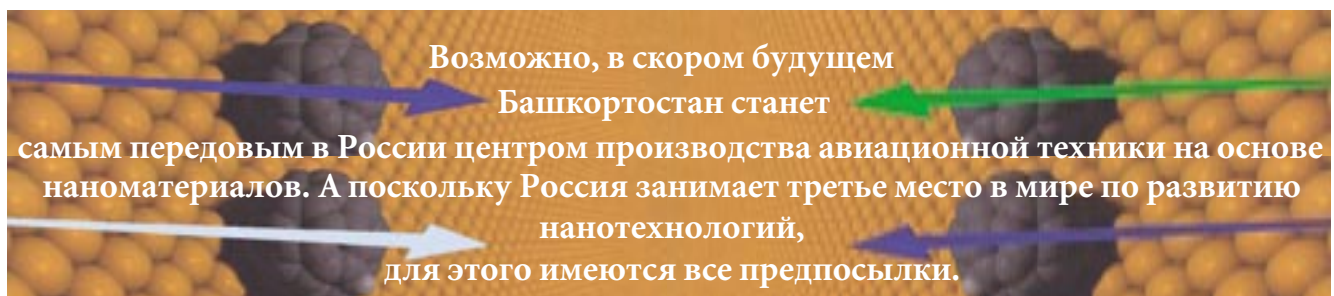 Возможно, в скором будущем
Башкортостан станет
самым передовым в России центром производства авиационной техники на основе
наноматериалов. А поскольку Россия занимает третье место в мире по развитию
нанотехнологий,
для этого имеются все предпосылки.